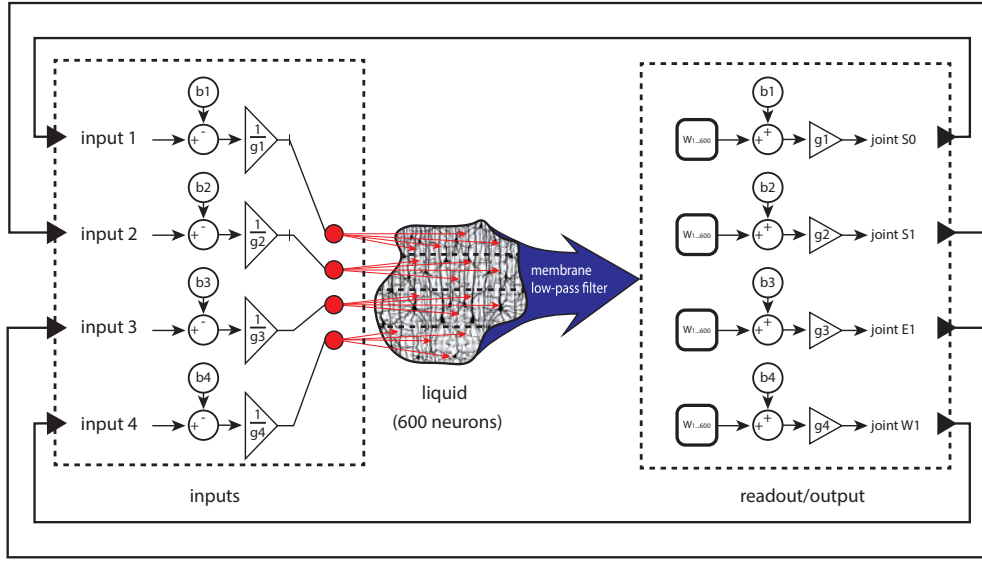 b1
input 1
+
-
1
g1
b2
input 2
+
-
1
g2
b3
input 3
+
-
1
g3
b4
input 4
+
-
1
g4
inputs
liquid
(600 neurons)
membrane
low-pass filter
b1
W1...600
+
+
g1
joint S0
b2
W1...600
+
+
g2
joint S1
b3
W1...600
+
+
g3
joint E1
b4
W1...600
+
+
g4
joint W1
readout/output